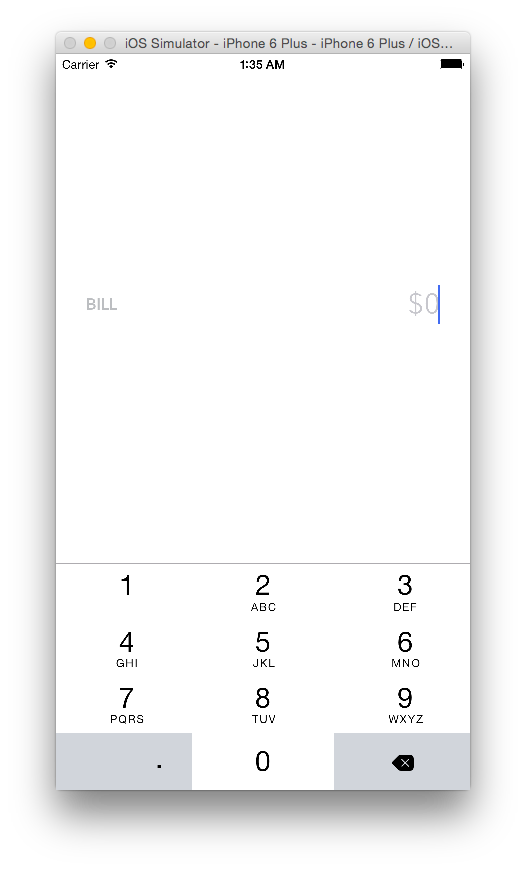 iOS Simulator - iPhone 6 Plus - iPhone 6 Plus / iOS...
Carrier 1:35 AM
BILL $0
1 2 3
ABC DEF
4 5 6
GHI JKL MNO
7 8 9
PQRS TUV WXYZ
. 0